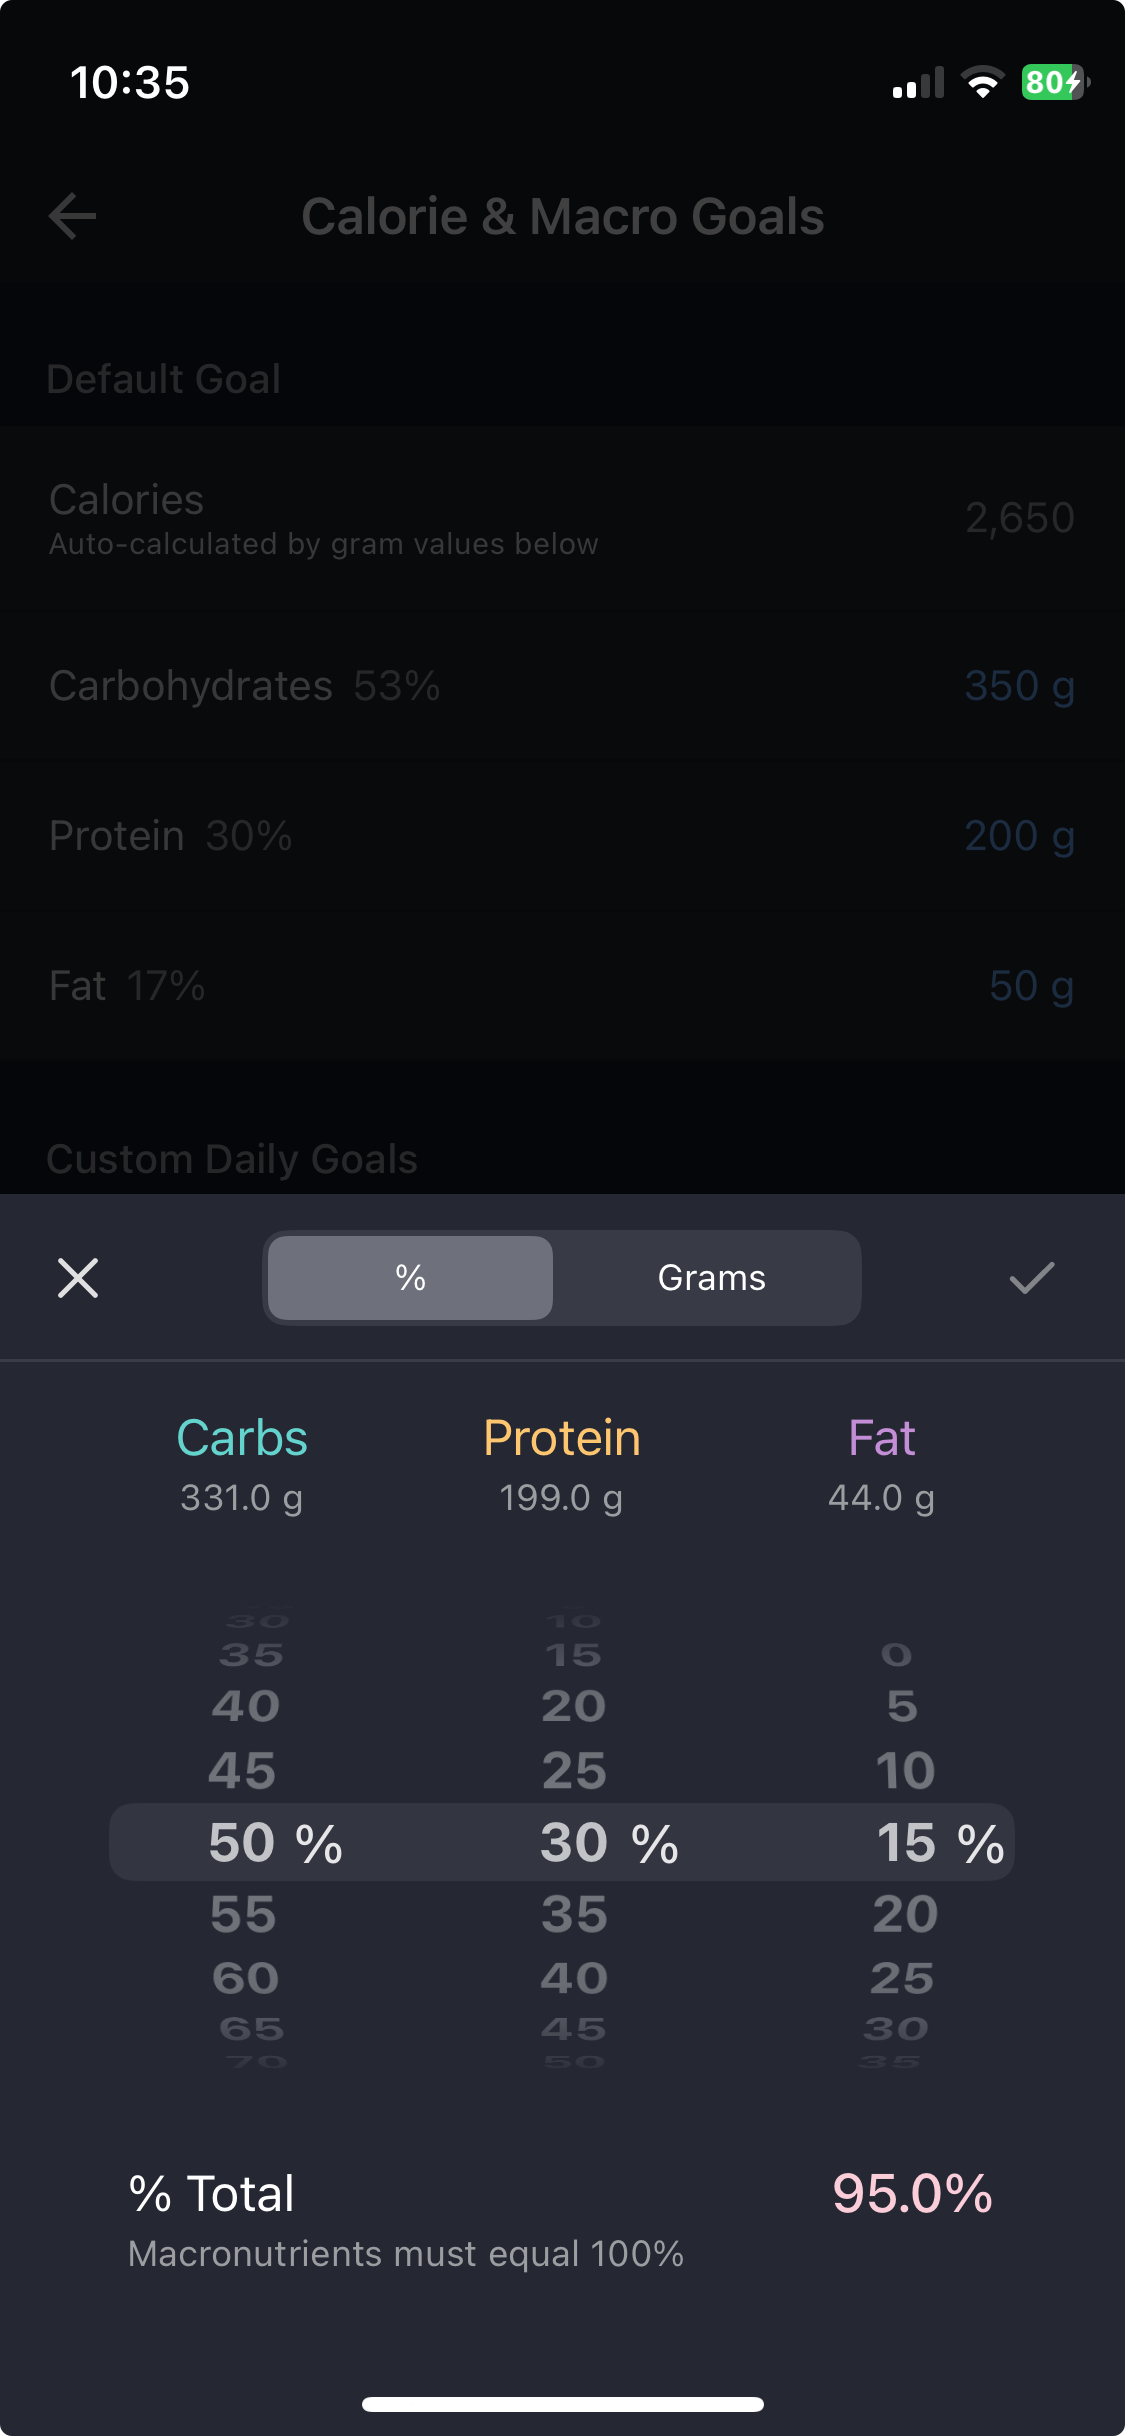 10:35
80
Calorie & Macro Goals
Default Goal
Calories
2,650
Auto-calculated by gram values below
Carbohydrates 53%
350 g
Protein 30%
200 g
Fat 17%
50 g
Custom Daily Goals
%
Grams
Carbs
Protein
Fat
331.0 g
199.0 g
44.0 g
30 10
35 15 0
40 20 5
45 25 10
50 % 30 % 15 %
55 35 20
60 40 25
65 45 30
70 50 35
% Total
95.0%
Macronutrients must equal 100%